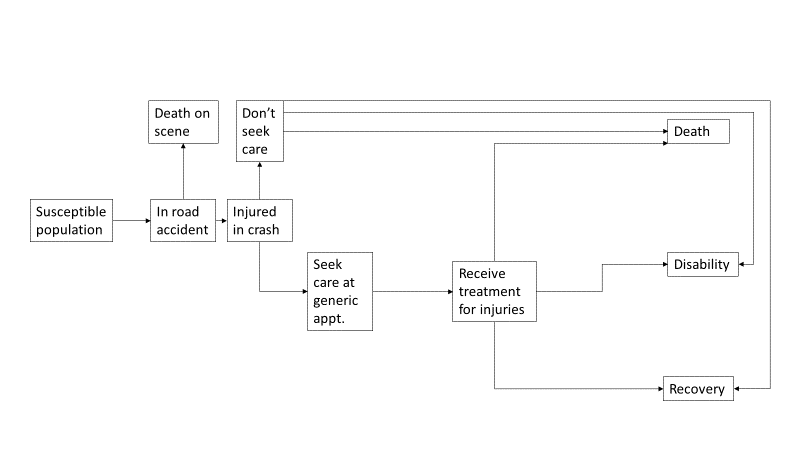 Death on
scene
Don't
seek
care
Death
Susceptible
population
In road
accident
Injured
in crash
Seek
care at
generic
appt.
Receive
treatment
for injuries
Disability
Recovery